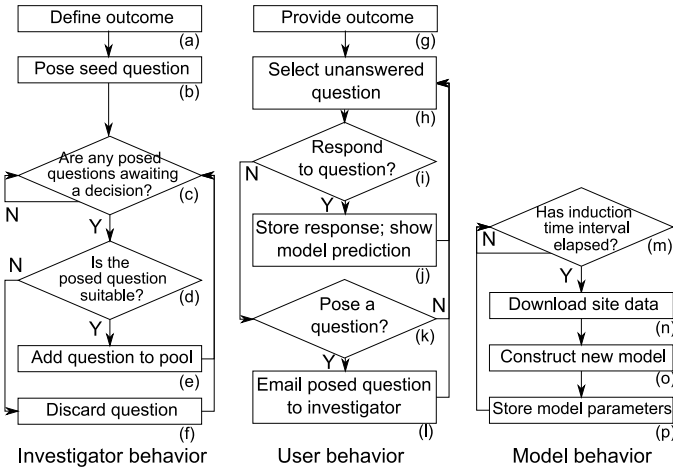 Define outcome
(a)
Pose seed question
(b)
Are any posed
questions awaiting
a decision?
(c)
N
Y
N
Is the
posed question
suitable?
(d)
Y
Add question to pool
(e)
Discard question
(f)
Investigator behavior
Provide outcome
(g)
Select unanswered
question
(h)
Respond
to question?
(i)
N
Y
Store response; show
model prediction
(j)
Pose a
question?
(k)
N
Y
Email posed question
to investigator
(l)
User behavior
Has induction
time interval
elapsed?
(m)
N
Y
Download site data
(n)
Construct new model
(o)
Store model parameters
(p)
Model behavior